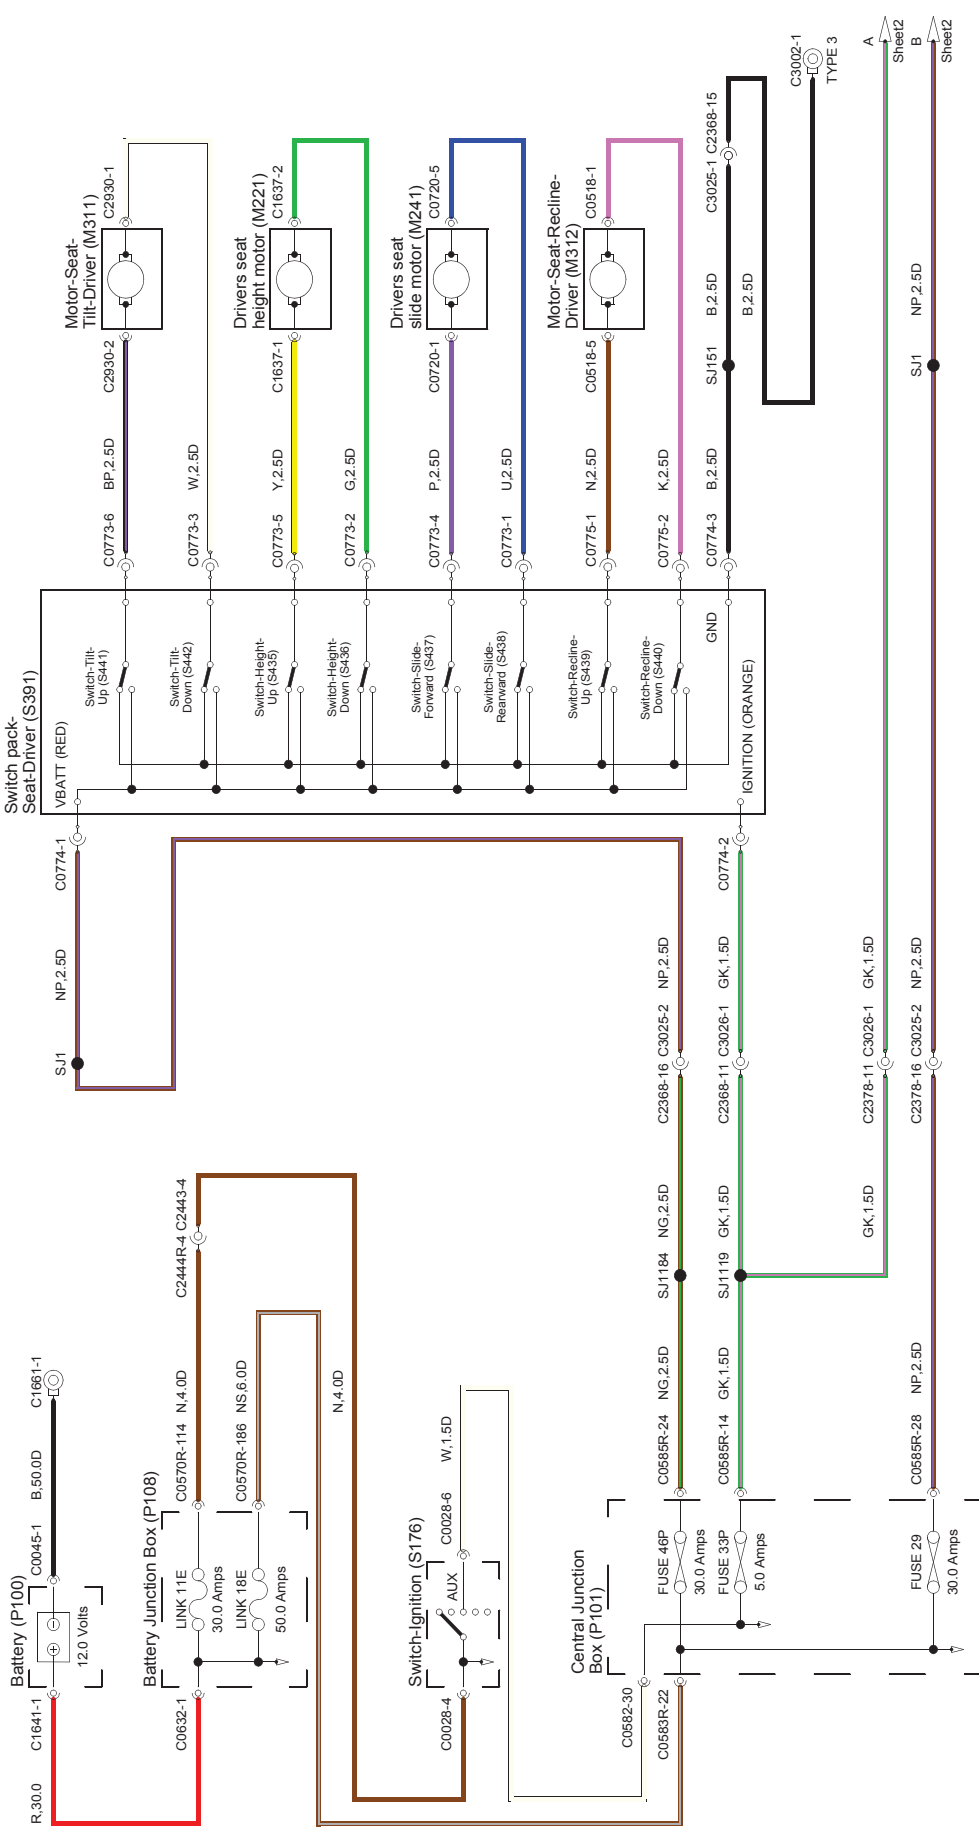 Battery (P100)
C1641-1
R,30.0
12.0 Volts
C0045-1
B,50.0D
C1661-1
Battery Junction Box (P108)
C0632-1
LINK 11E
30.0 Amps
LINK 18E
50.0 Amps
C0570R-114
N,4.0D
C2444R-4
C2443-4
C0570R-186
NS,6.0D
N,4.0D
Switch-Ignition (S176)
C0028-4
AUX
C0028-6
W,1.5D
Central Junction
Box (P101)
C0582-30
C0583R-22
FUSE 46P
30.0 Amps
FUSE 33P
5.0 Amps
FUSE 29
30.0 Amps
C0585R-24
NG,2.5D
SJ1184
NG,2.5D
C2368-16
C3025-2
NP,2.5D
C0585R-14
GK,1.5D
SJ1119
GK,1.5D
C2368-11
C3026-1
GK,1.5D
C0774-2
GK,1.5D
C2378-11
C3026-1
GK,1.5D
A
Sheet2
C0585R-28
NP,2.5D
C2378-16
C3025-2
NP,2.5D
SJ1
NP,2.5D
B
Sheet2
SJ1
NP,2.5D
C0774-1
Switch pack-
Seat-Driver (S391)
VBATT (RED)
IGNITION (ORANGE)
GND
Switch-Tilt-
Up (S441)
Switch-Tilt-
Down (S442)
Switch-Height-
Up (S435)
Switch-Height-
Down (S436)
Switch-Slide-
Forward (S437)
Switch-Slide-
Rearward (S438)
Switch-Recline-
Up (S439)
Switch-Recline-
Down (S440)
C0773-6
BP,2.5D
C2930-2
Motor-Seat-
Tilt-Driver (M311)
C2930-1
C0773-3
W,2.5D
C0773-5
Y,2.5D
C1637-1
Drivers seat
height motor (M221)
C1637-2
C0773-2
G,2.5D
C0773-4
P,2.5D
C0720-1
Drivers seat
slide motor (M241)
C0720-5
C0773-1
U,2.5D
C0775-1
N,2.5D
C0518-5
Motor-Seat-Recline-
Driver (M312)
C0518-1
C0775-2
K,2.5D
C0774-3
B,2.5D
SJ151
B,2.5D
B,2.5D
C3025-1
C2368-15
C3002-1
TYPE 3